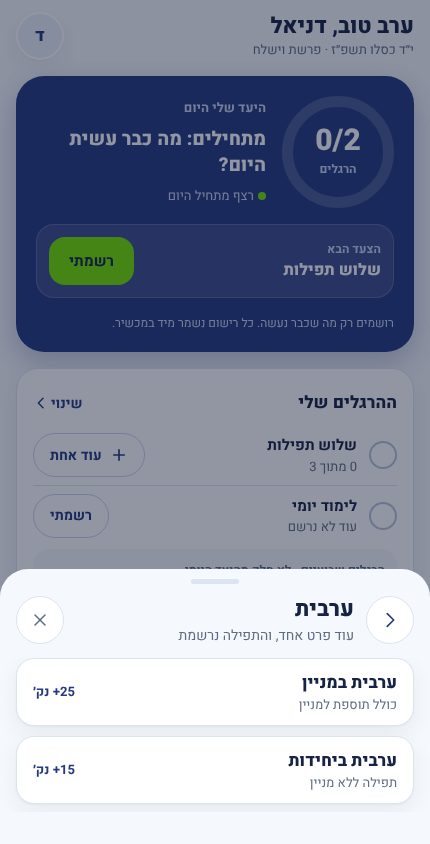 ערב טוב, דניאל
י״ד כסלו תשפ״ז · פרשת וישלח
ד
0/2
הרגלים
היעד שלי היום
מתחילים: מה כבר עשית
היום?
רצף מתחיל היום
הצעד הבא
שלוש תפילות
רשמתי
רושמים רק מה שכבר נעשה. כל רישום נשמר מיד במכשיר.
ההרגלים שלי
שינוי
שלוש תפילות
0 מתוך 3
עוד אחת
לימוד יומי
עוד לא נרשם
רשמתי
ערבית
עוד פרט אחד, והתפילה נרשמת
ערבית במניין
כולל תוספת למניין
+25 נק׳
ערבית ביחידות
תפילה ללא מניין
+15 נק׳